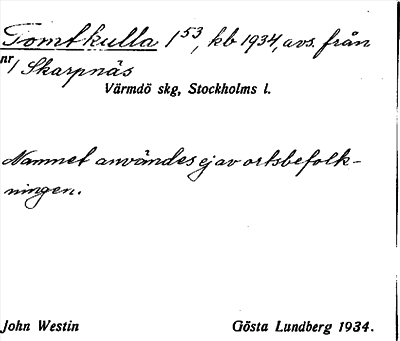 Tomtkulla 1⁵³, kb 1934, avs. från
nr 1 Skarpnäs
Värmdö skg, Stockholms l.
Namnet användes ej av ortsbefolk-
ningen.
John Westin
Gösta Lundberg 1934.